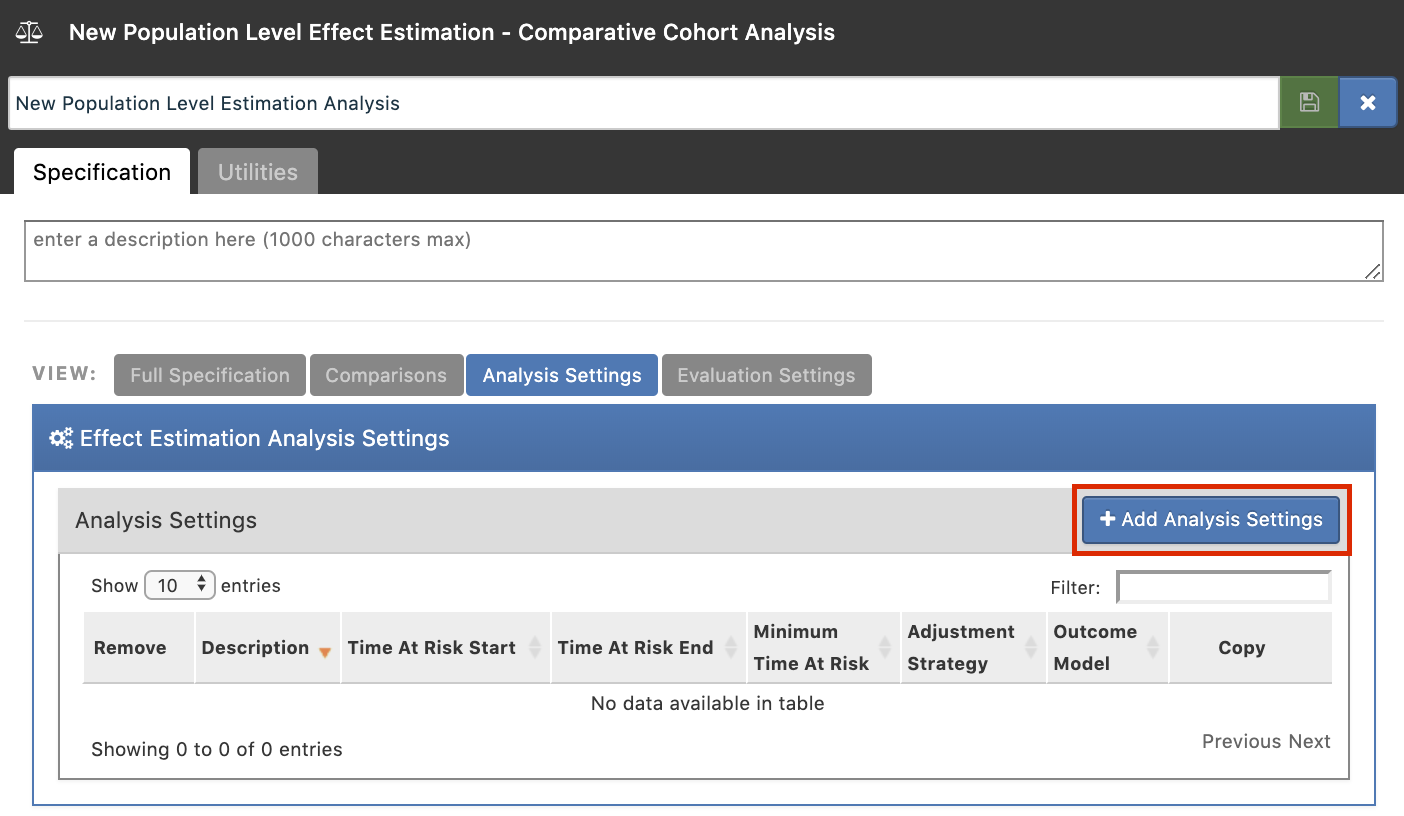 New Population Level Effect Estimation - Comparative Cohort Analysis
New Population Level Estimation Analysis
Specification Utilities
enter a description here (1000 characters max)
VIEW: Full Specification Comparisons Analysis Settings Evaluation Settings
Effect Estimation Analysis Settings
Analysis Settings Add Analysis Settings
Show 10 entries Filter:
Remove Description Time At Risk Start Time At Risk End Minimum Time At Risk Adjustment Strategy Outcome Model Copy
No data available in table
Showing 0 to 0 of 0 entries Previous Next